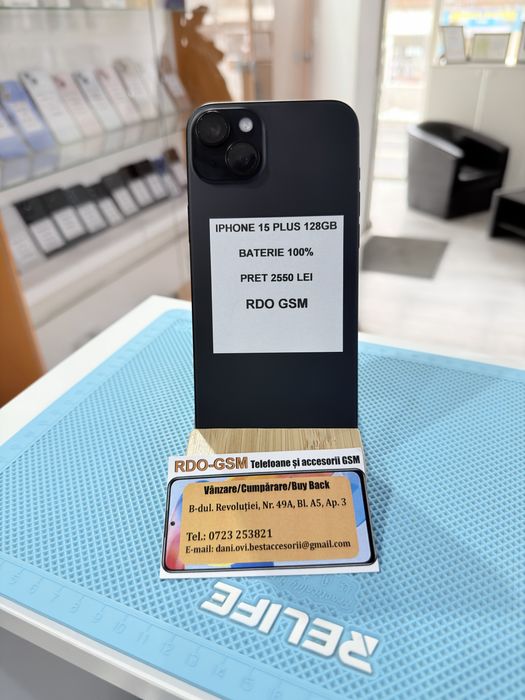 IPHONE 15 PLUS 128GB
BATERIE 100%
PRET 2550 LEI
RDO GSM
RDO-GSM Telefoane și accesorii GSM
Vânzare/Cumpărare/Buy Back
B-dul. Revoluției, Nr. 49A, Bl. A5, Ap. 3
Tel.: 0723 253821
E-mail: dani.ovi.bestaccesorii@gmail.com
RELIFE